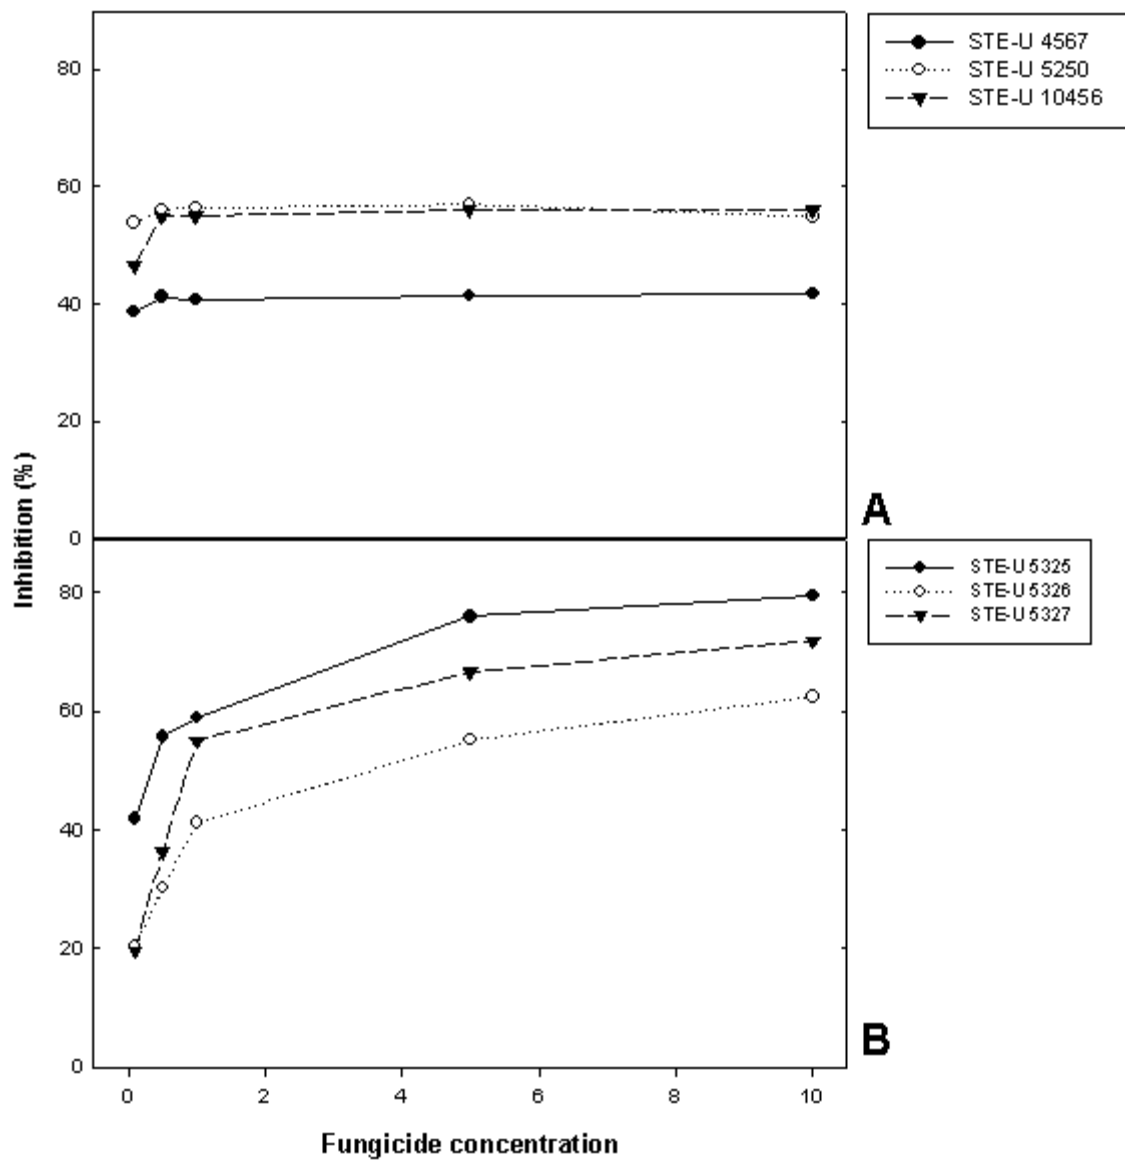 80
60
40
20
0
STE-U 4567
STE-U 5250
STE-U 10456
A
Inhibition (%)
80
60
40
20
0
STE-U 5325
STE-U 5326
STE-U 5327
B
0 2 4 6 8 10
Fungicide concentration